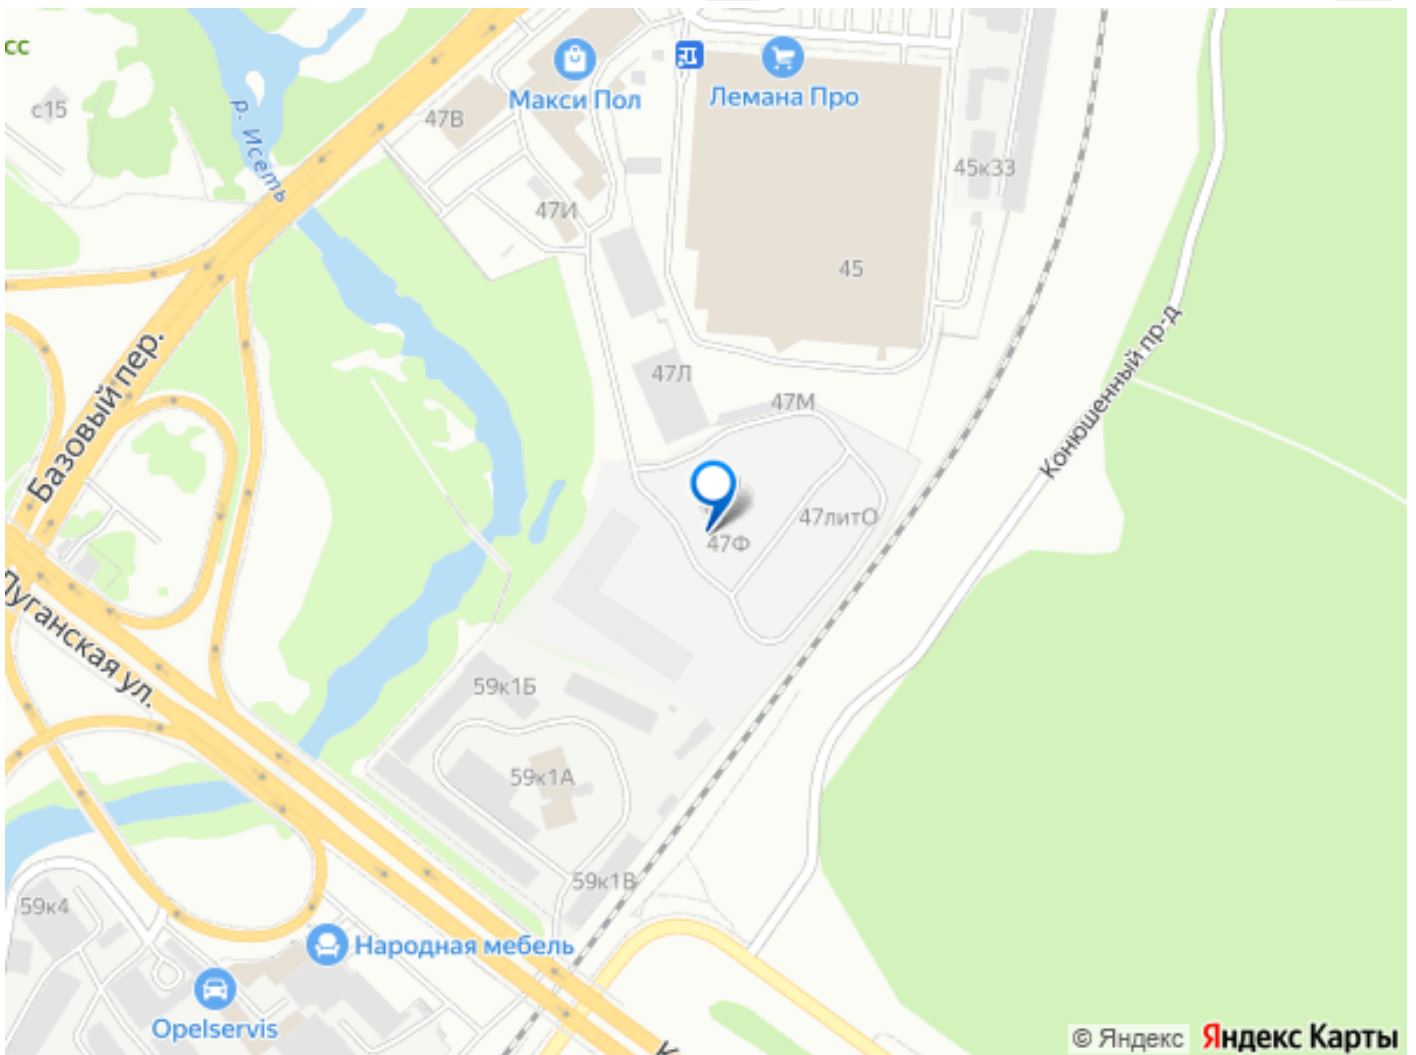 сс
с15
р. Исеть
47В
Макси Пол
Лемана Про
45к33
47И
45
Базовый пер.
47Л
47М
Конюшенный пр-д
47литО
47Ф
Луганская ул.
59к1Б
59к1А
59к1В
59к4
Народная мебель
Opelservis
© Яндекс
Яндекс Карты